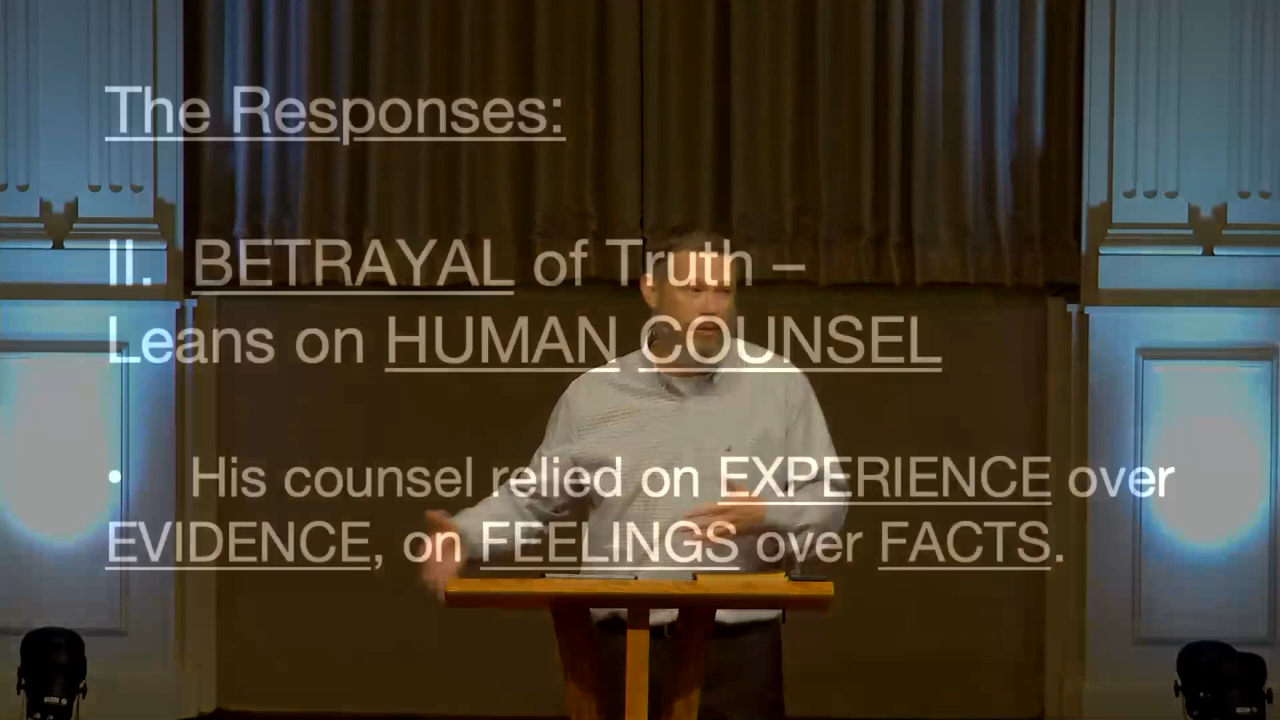 The Responses:
II. BETRAYAL of Truth –
Leans on HUMAN COUNSEL
• His counsel relied on EXPERIENCE over
EVIDENCE, on FEELINGS over FACTS.